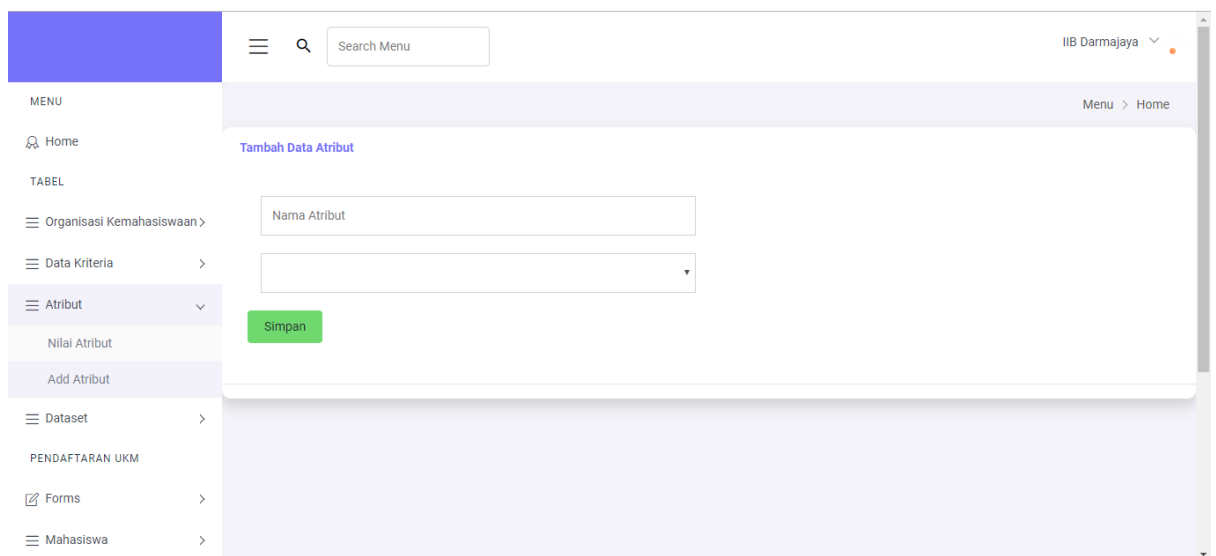 Search Menu
IIB Darmajaya
MENU
Menu > Home
Home
Tambah Data Atribut
TABEL
Organisasi Kemahasiswaan >
Nama Atribut
Data Kriteria >
Atribut
Simpan
Nilai Atribut
Add Atribut
Dataset >
PENDAFTARAN UKM
Forms >
Mahasiswa >